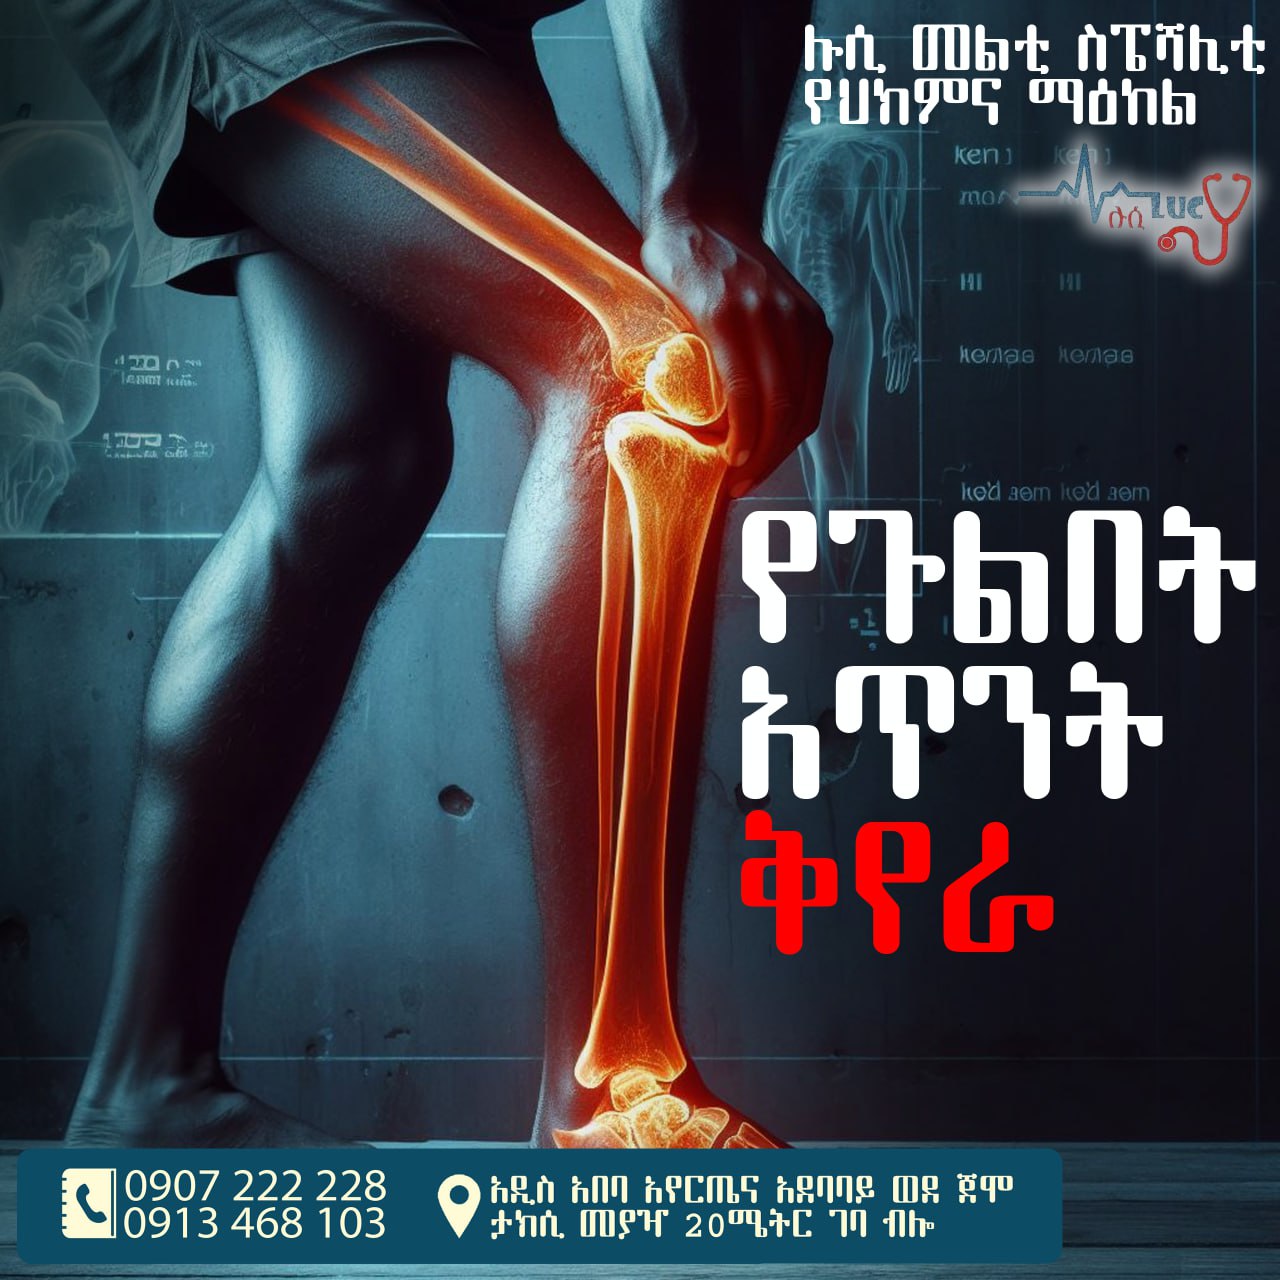 ሉሲ መልቲ ስፔሻሊቲ
የህክምና ማዕከል
LUCY
ሉሲ
የጉልበት
አጥንት
ቅየራ
0907 222 228
0913 468 103
አዲስ አበባ አየርጤና አደባባይ ወደ ጀሞ
ታክሲ መያዣ 20ሜትር ገባ ብሎ